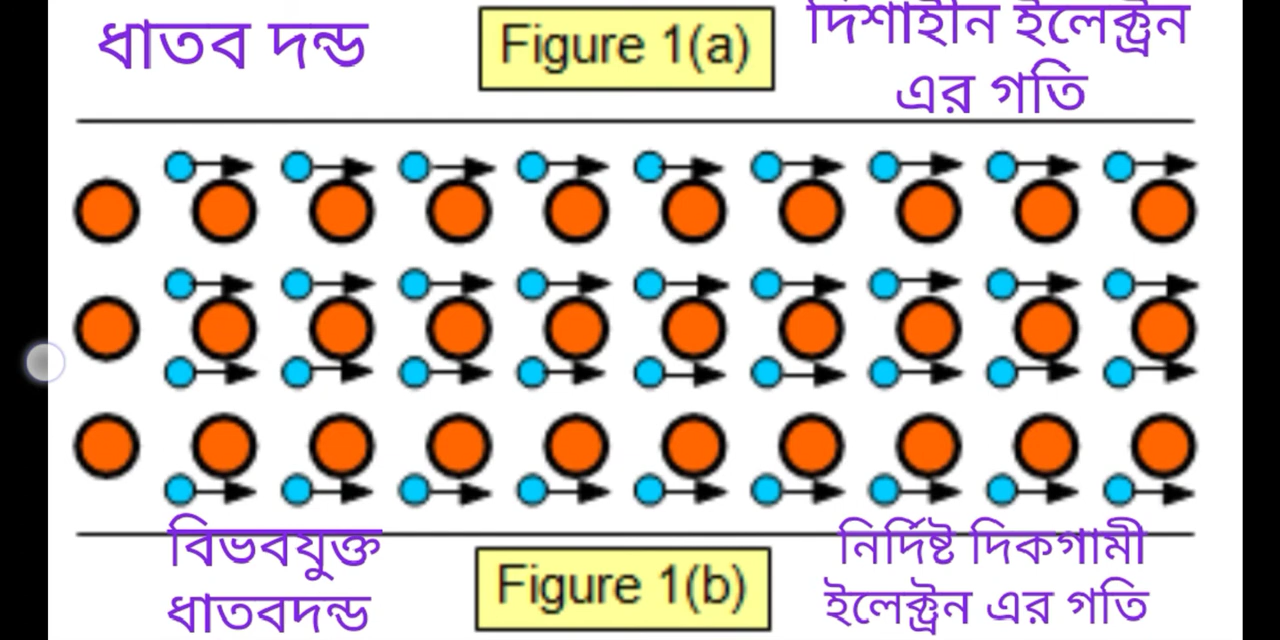 ধাতব দন্ড
Figure 1(a)
দিশাহীন ইলেক্ট্রন
এর গতি
বিভবযুক্ত
ধাতবদন্ড
Figure 1(b)
নির্দিষ্ট দিকগামী
ইলেক্ট্রন এর গতি